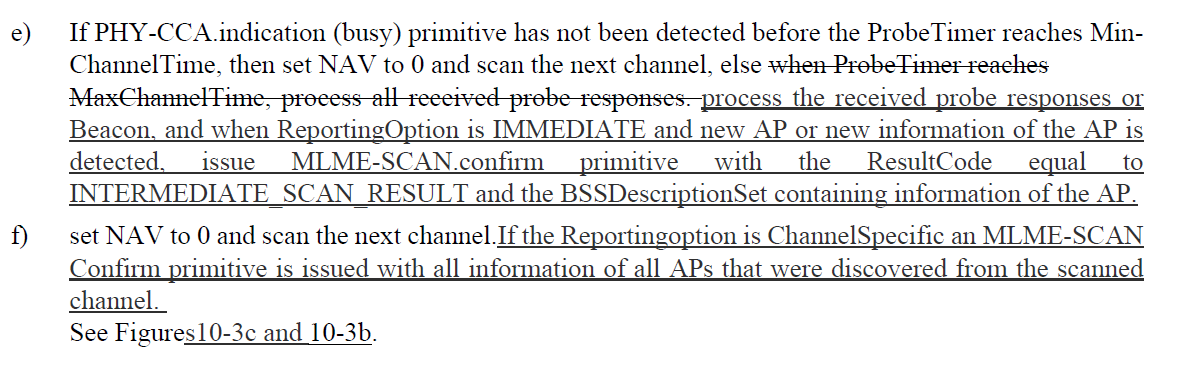 e) If PHY-CCA.indication (busy) primitive has not been detected before the ProbeTimer reaches Min-
ChannelTime, then set NAV to 0 and scan the next channel, else when ProbeTimer reaches
MaxChannelTime, process all received probe responses. process the received probe responses or
Beacon, and when ReportingOption is IMMEDIATE and new AP or new information of the AP is
detected, issue MLME-SCAN.confirm primitive with the ResultCode equal to
INTERMEDIATE_SCAN_RESULT and the BSSDescriptionSet containing information of the AP.
f) set NAV to 0 and scan the next channel.If the Reportingoption is ChannelSpecific an MLME-SCAN
Confirm primitive is issued with all information of all APs that were discovered from the scanned
channel.
See Figures10-3c and 10-3b.